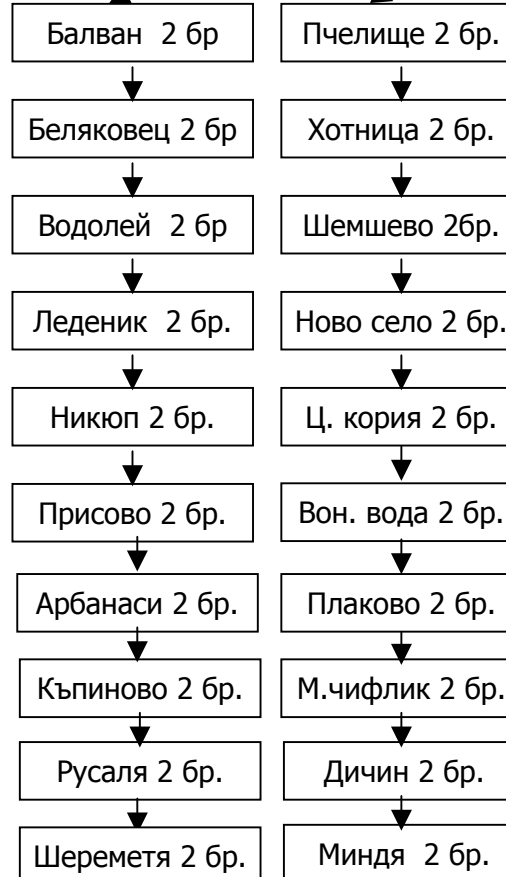 Балван 2 бр
Беляковец 2 бр
Водолей 2 бр
Леденик 2 бр.
Никюп 2 бр.
Присово 2 бр.
Арбанаси 2 бр.
Къпиново 2 бр.
Русаля 2 бр.
Шереметя 2 бр.
Пчелище 2 бр.
Хотница 2 бр.
Шемшево 2бр.
Ново село 2 бр.
Ц. кория 2 бр.
Вон. вода 2 бр.
Плаково 2 бр.
М.чифлик 2 бр.
Дичин 2 бр.
Миндя 2 бр.